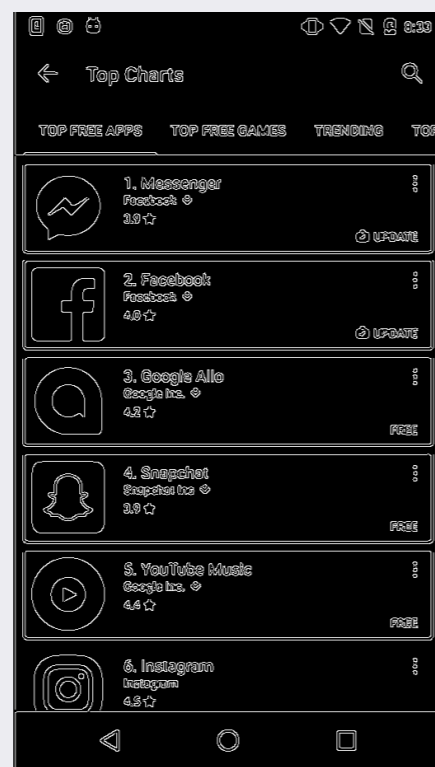 8:33
Top Charts
TOP FREE APPS TOP FREE GAMES TRENDING TOP
1. Messenger
Facebook
3.9
UPDATE
2. Facebook
Facebook
4.0
UPDATE
3. Google Allo
Google Inc.
4.2
FREE
4. Snapchat
Snapchat Inc
3.9
FREE
5. YouTube Music
Google Inc.
4.4
FREE
6. Instagram
Instagram
4.5